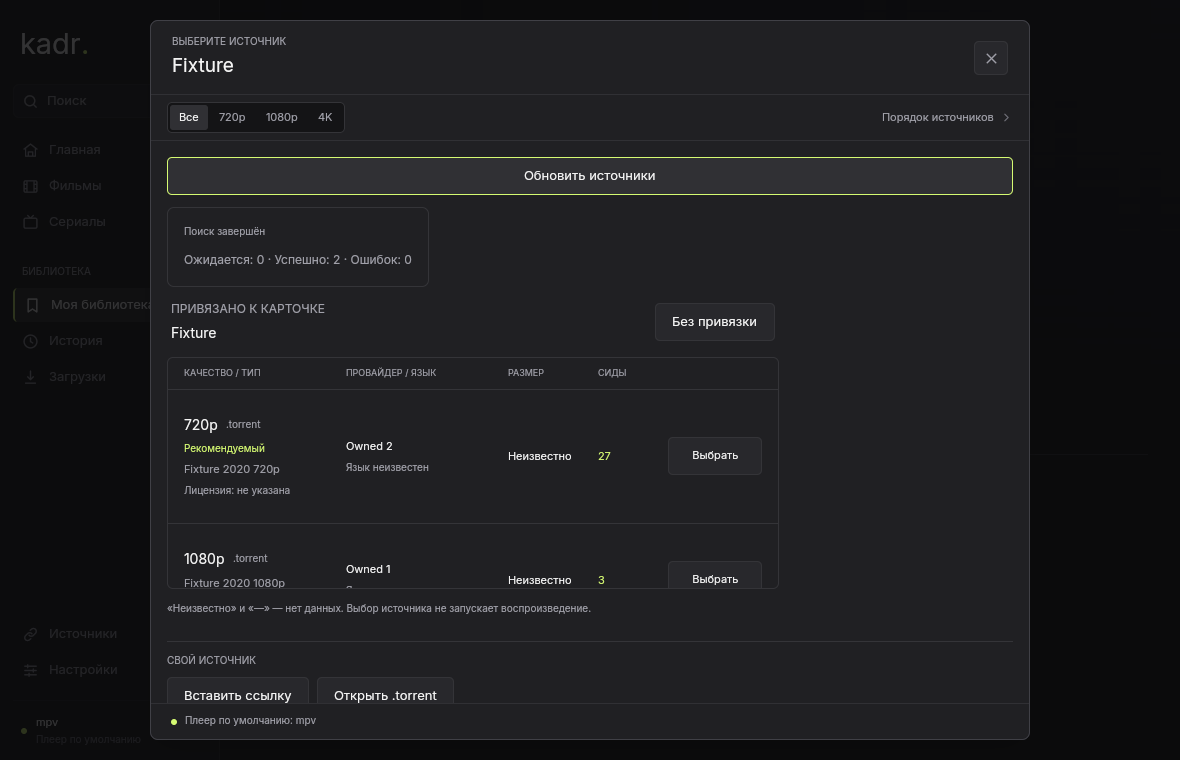 kadr.
Поиск
Главная
Фильмы
Сериалы
БИБЛИОТЕКА
Моя библиотека
История
Загрузки
Источники
Настройки
mpv
Плеер по умолчанию
ВЫБЕРИТЕ ИСТОЧНИК
Fixture
Все 720p 1080p 4K
Порядок источников
Обновить источники
Поиск завершён
Ожидается: 0 · Успешно: 2 · Ошибок: 0
ПРИВЯЗАНО К КАРТОЧКЕ
Fixture
Без привязки
КАЧЕСТВО / ТИП ПРОВАЙДЕР / ЯЗЫК РАЗМЕР СИДЫ
720p .torrent
Рекомендуемый
Fixture 2020 720p
Лицензия: не указана
Owned 2
Язык неизвестен
Неизвестно
27
Выбрать
1080p .torrent
Fixture 2020 1080p
Owned 1
Неизвестно
3
Выбрать
«Неизвестно» и «—» — нет данных. Выбор источника не запускает воспроизведение.
СВОЙ ИСТОЧНИК
Вставить ссылку
Открыть .torrent
Плеер по умолчанию: mpv